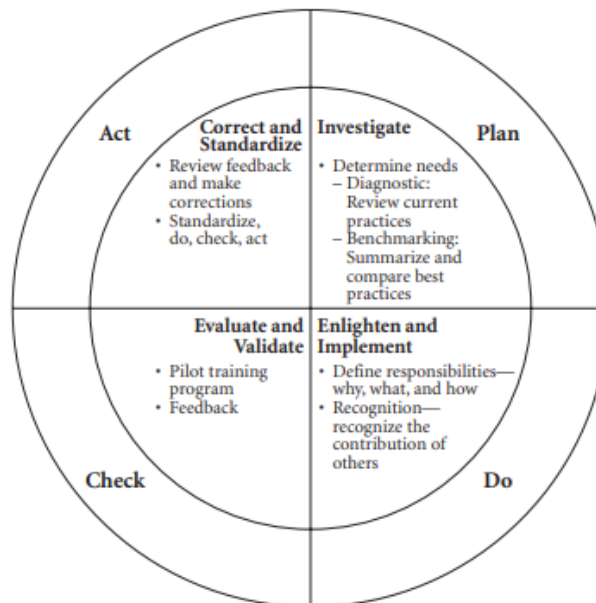 Act
Correct and
Standardize
• Review feedback
and make
corrections
• Standardize,
do, check, act
Investigate
• Determine needs
– Diagnostic:
Review current
practices
– Benchmarking:
Summarize and
compare best
practices
Plan
Evaluate and
Validate
• Pilot training
program
• Feedback
Enlighten and
Implement
• Define responsibilities—
why, what, and how
• Recognition—
recognize the
contribution of
others
Check
Do